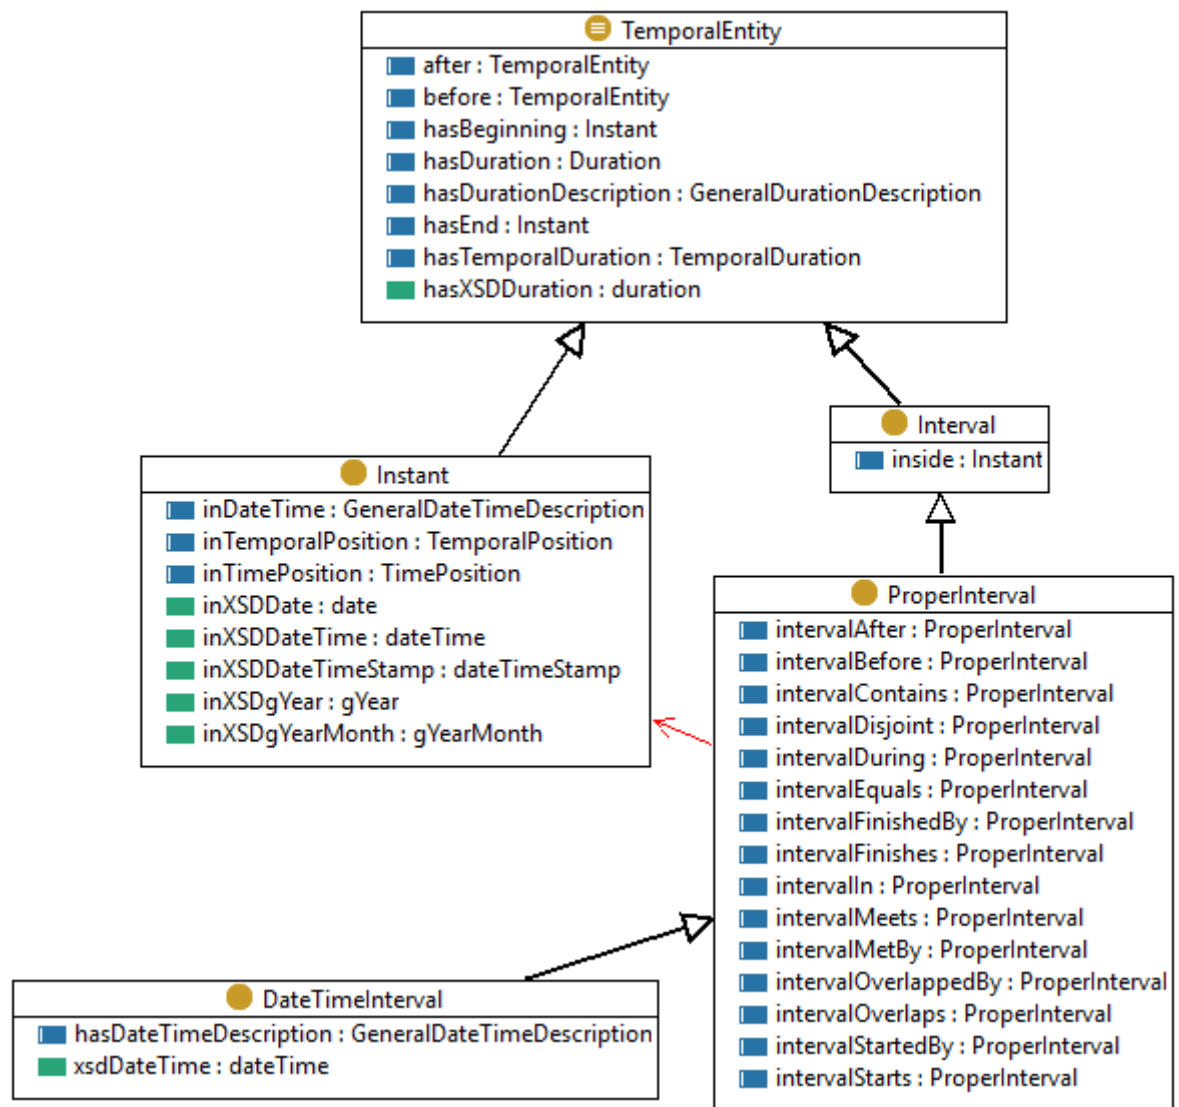 TemporalEntity
after : TemporalEntity
before : TemporalEntity
hasBeginning : Instant
hasDuration : Duration
hasDurationDescription : GeneralDurationDescription
hasEnd : Instant
hasTemporalDuration : TemporalDuration
hasXSDDuration : duration
Interval
inside : Instant
Instant
inDateTime : GeneralDateTimeDescription
inTemporalPosition : TemporalPosition
inTimePosition : TimePosition
inXSDDate : date
inXSDDateTime : dateTime
inXSDDateTimeStamp : dateTimeStamp
inXSDgYear : gYear
inXSDgYearMonth : gYearMonth
ProperInterval
intervalAfter : ProperInterval
intervalBefore : ProperInterval
intervalContains : ProperInterval
intervalDisjoint : ProperInterval
intervalDuring : ProperInterval
intervalEquals : ProperInterval
intervalFinishedBy : ProperInterval
intervalFinishes : ProperInterval
intervalIn : ProperInterval
intervalMeets : ProperInterval
intervalMetBy : ProperInterval
intervalOverlappedBy : ProperInterval
intervalOverlaps : ProperInterval
intervalStartedBy : ProperInterval
intervalStarts : ProperInterval
DateTimeInterval
hasDateTimeDescription : GeneralDateTimeDescription
xsdDateTime : dateTime